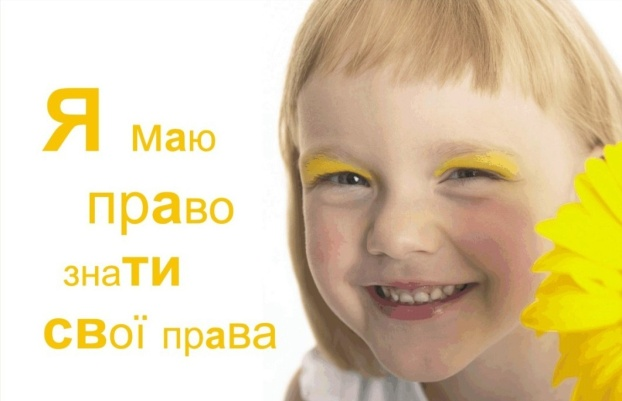 Я маю
право
знати
свої права